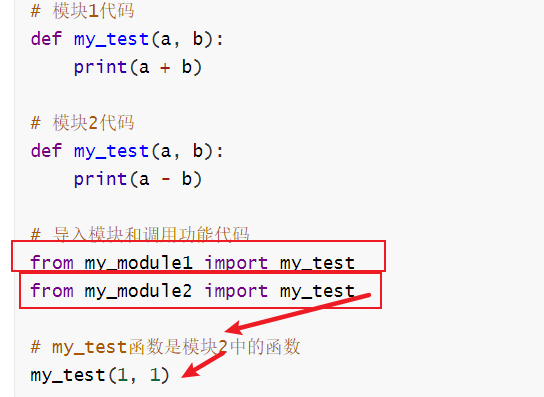 # 模块1代码
def my_test(a, b):
    print(a + b)
# 模块2代码
def my_test(a, b):
    print(a - b)
# 导入模块和调用功能代码
from my_module1 import my_test
from my_module2 import my_test
# my_test函数是模块2中的函数
my_test(1, 1)